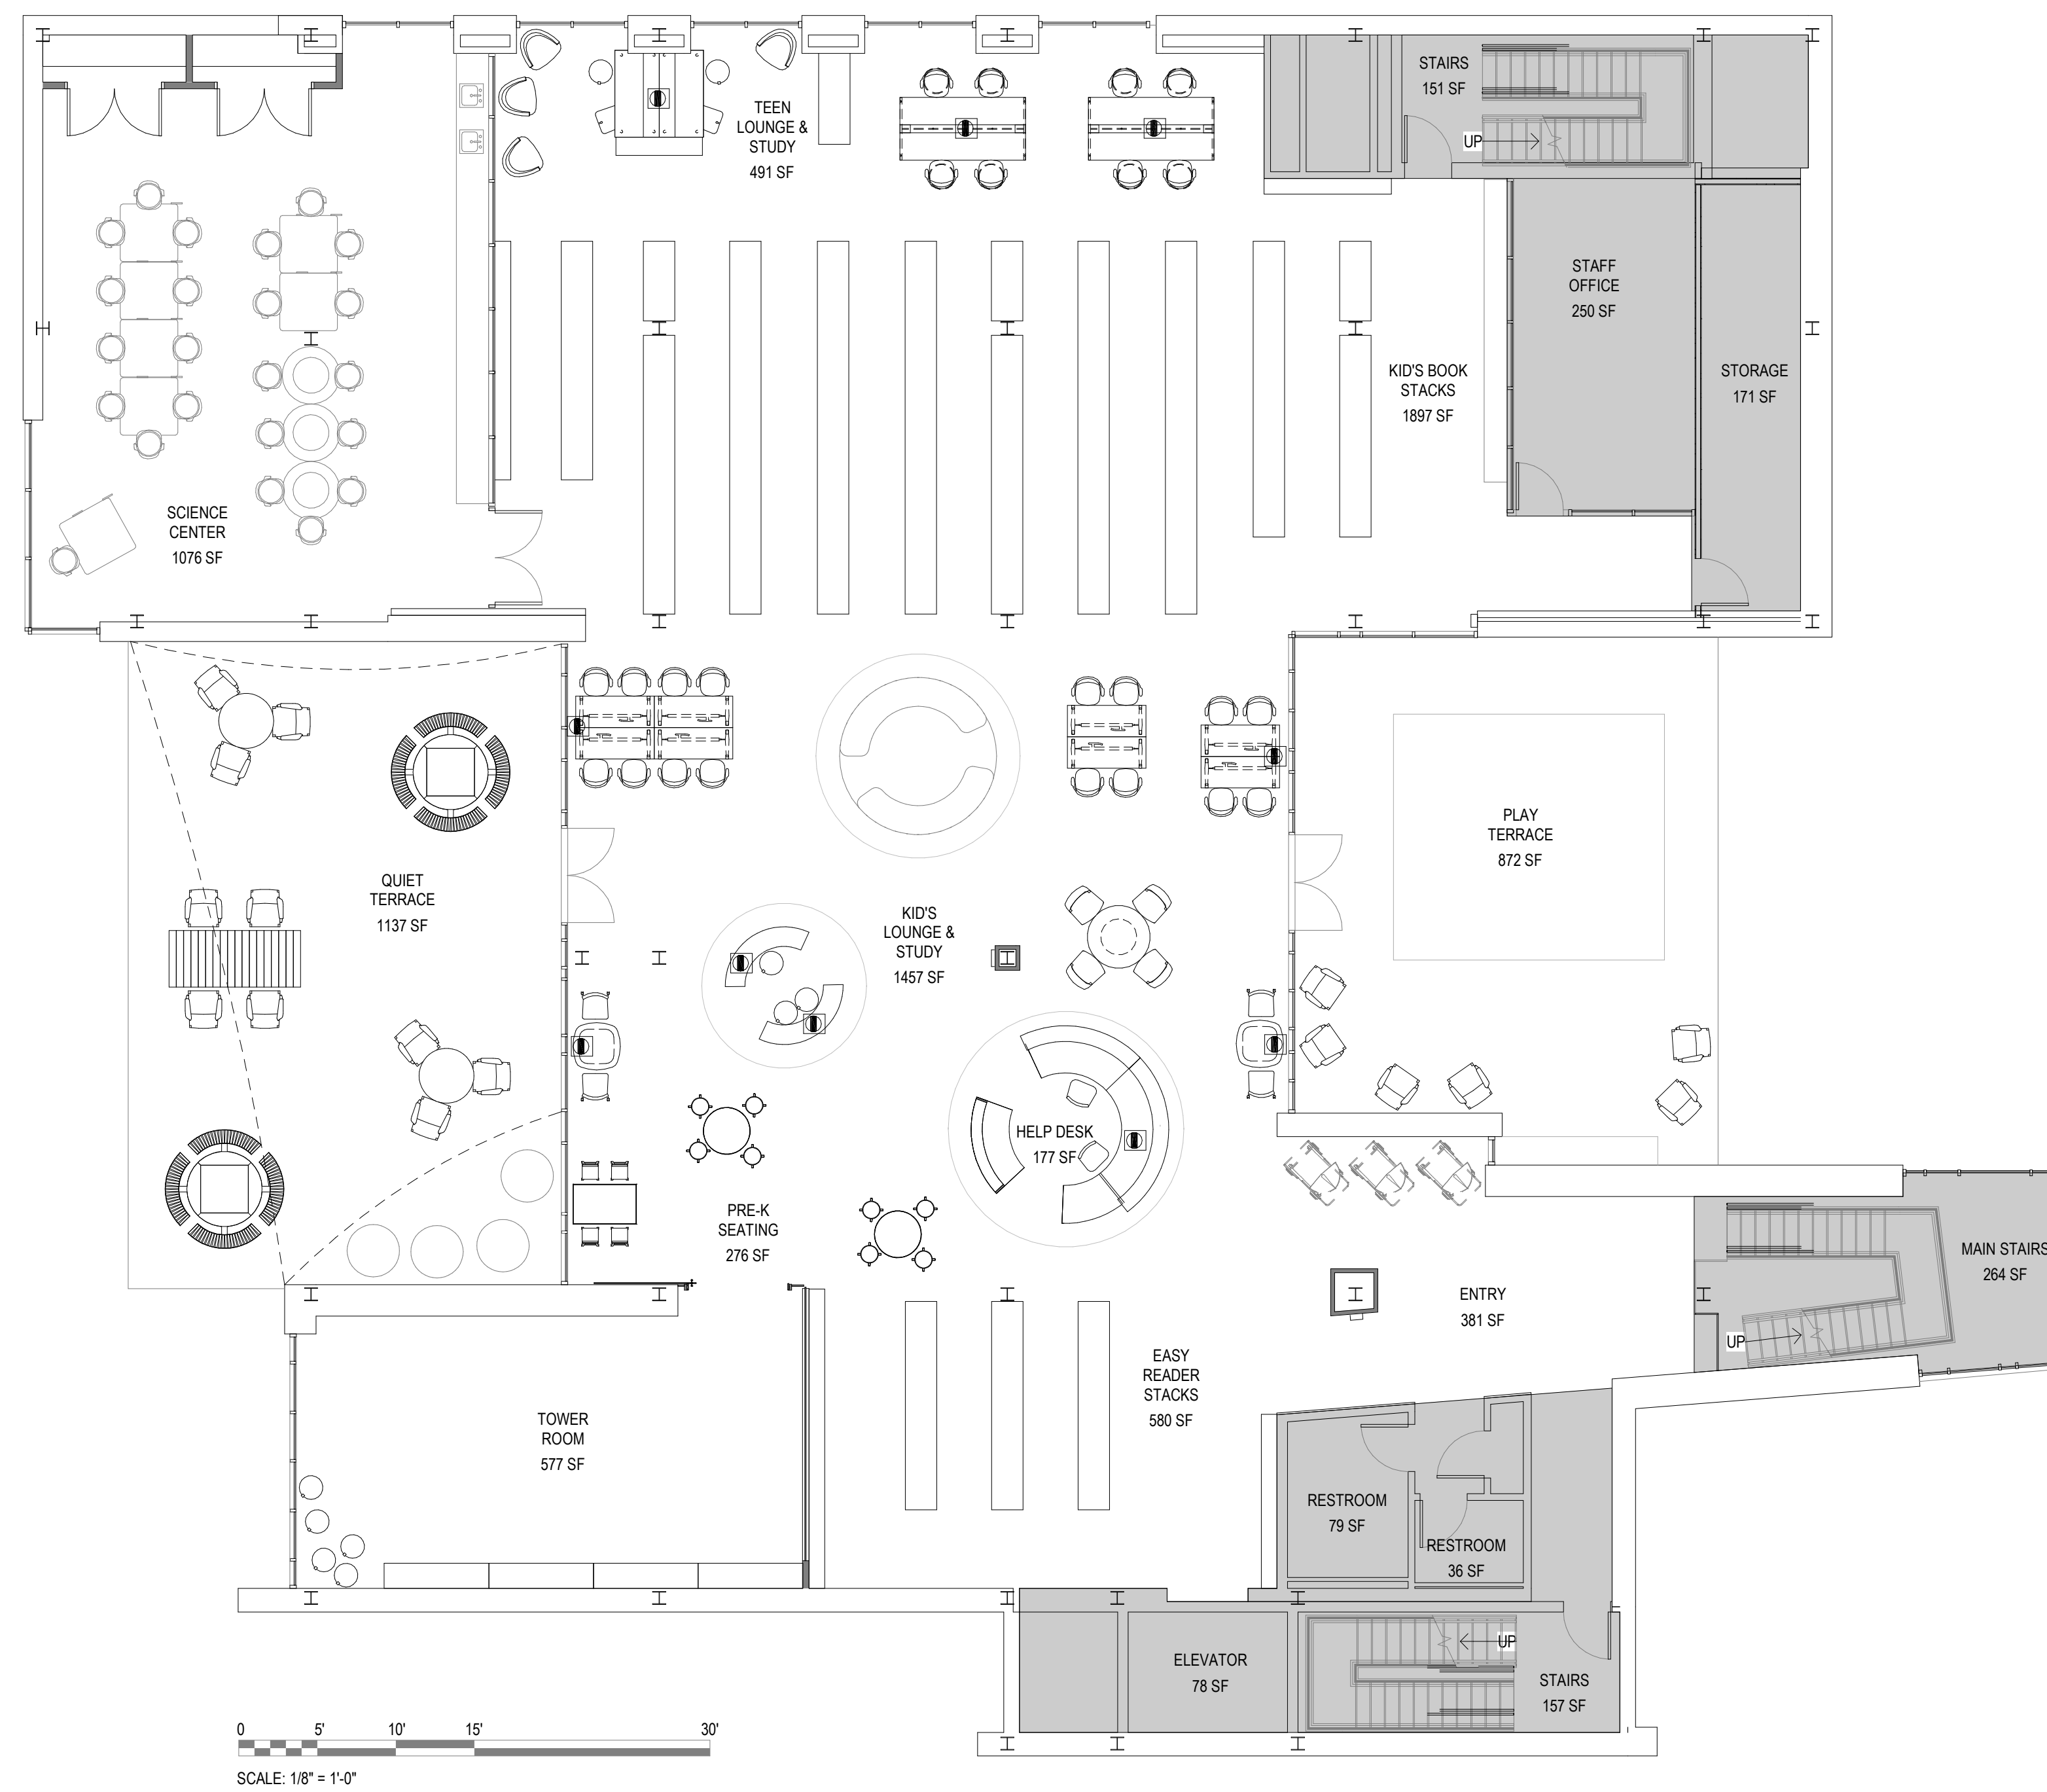 STAIRS
151 SF
UP
TEEN
LOUNGE &
STUDY
491 SF
STAFF
OFFICE
250 SF
KID'S BOOK
STACKS
1897 SF
STORAGE
171 SF
SCIENCE
CENTER
1076 SF
PLAY
TERRACE
872 SF
QUIET
TERRACE
1137 SF
KID'S
LOUNGE &
STUDY
1457 SF
HELP DESK
177 SF
PRE-K
SEATING
276 SF
MAIN STAIRS
264 SF
UP
ENTRY
381 SF
EASY
READER
STACKS
580 SF
TOWER
ROOM
577 SF
RESTROOM
79 SF
RESTROOM
36 SF
UP
ELEVATOR
78 SF
STAIRS
157 SF
0 5' 10' 15' 30'
SCALE: 1/8" = 1'-0"